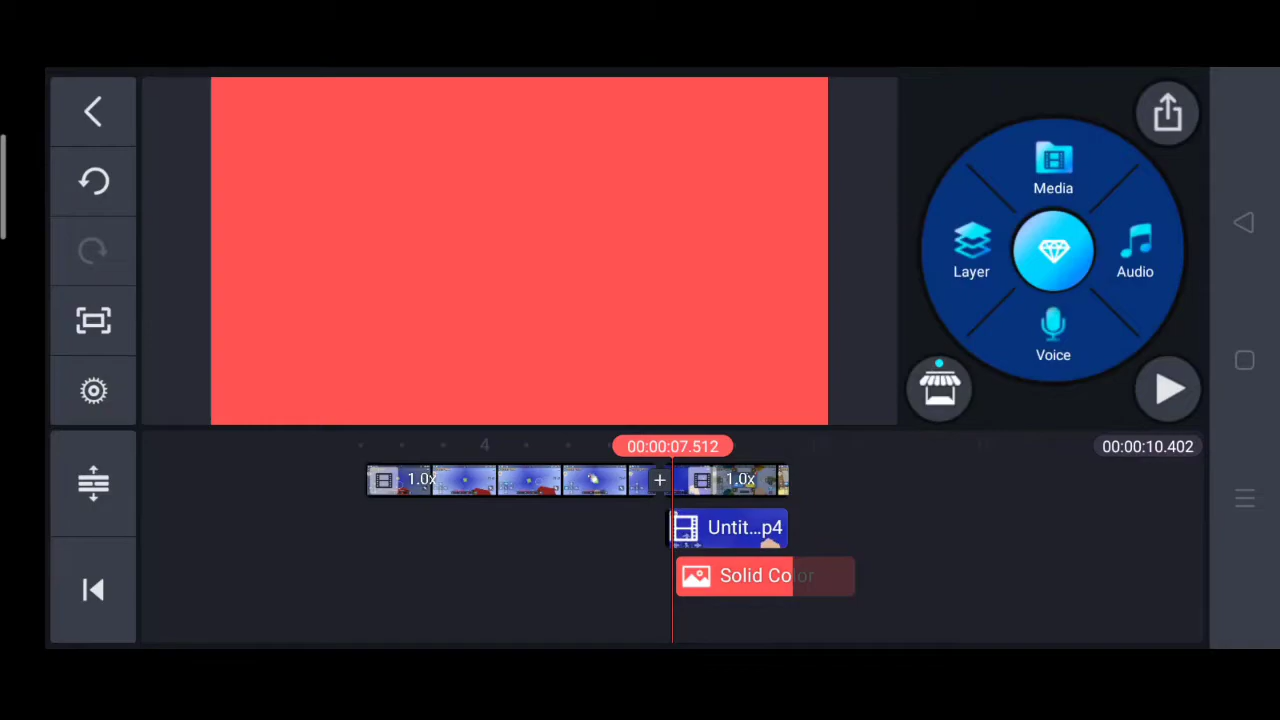 Media
Layer
Audio
Voice
4
00:00:07.512
00:00:10.402
1.0x
+
1.0x
Untit...p4
Solid Color